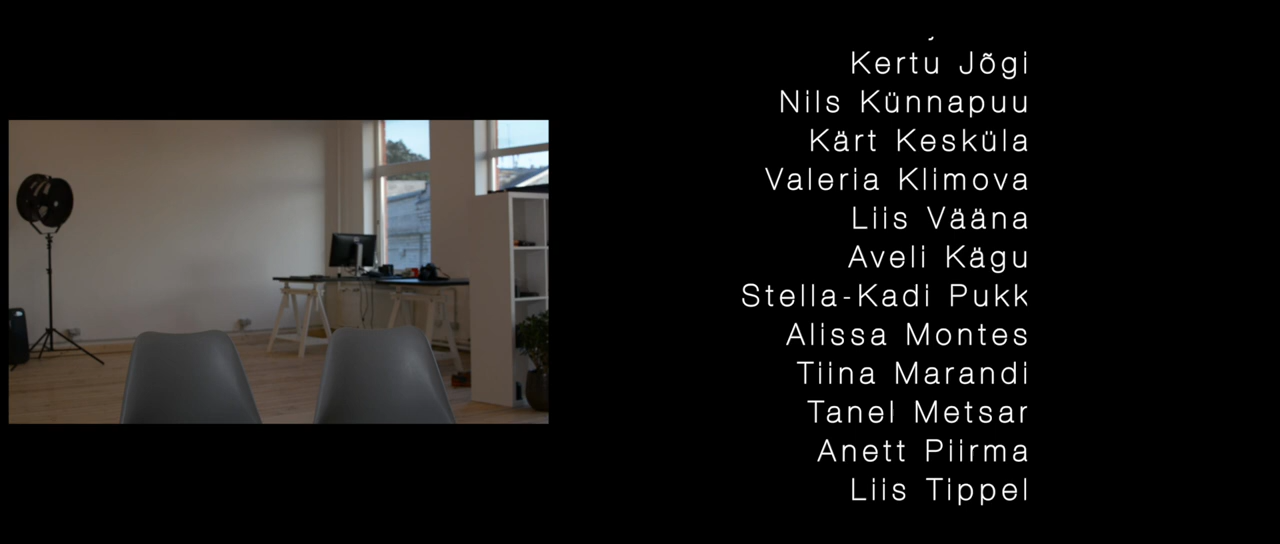 Kertu Jõgi
Nils Künnapuu
Kärt Kesküla
Valeria Klimova
Liis Vääna
Aveli Kägu
Stella-Kadi Pukk
Alissa Montes
Tiina Marandi
Tanel Metsar
Anett Piirma
Liis Tippel